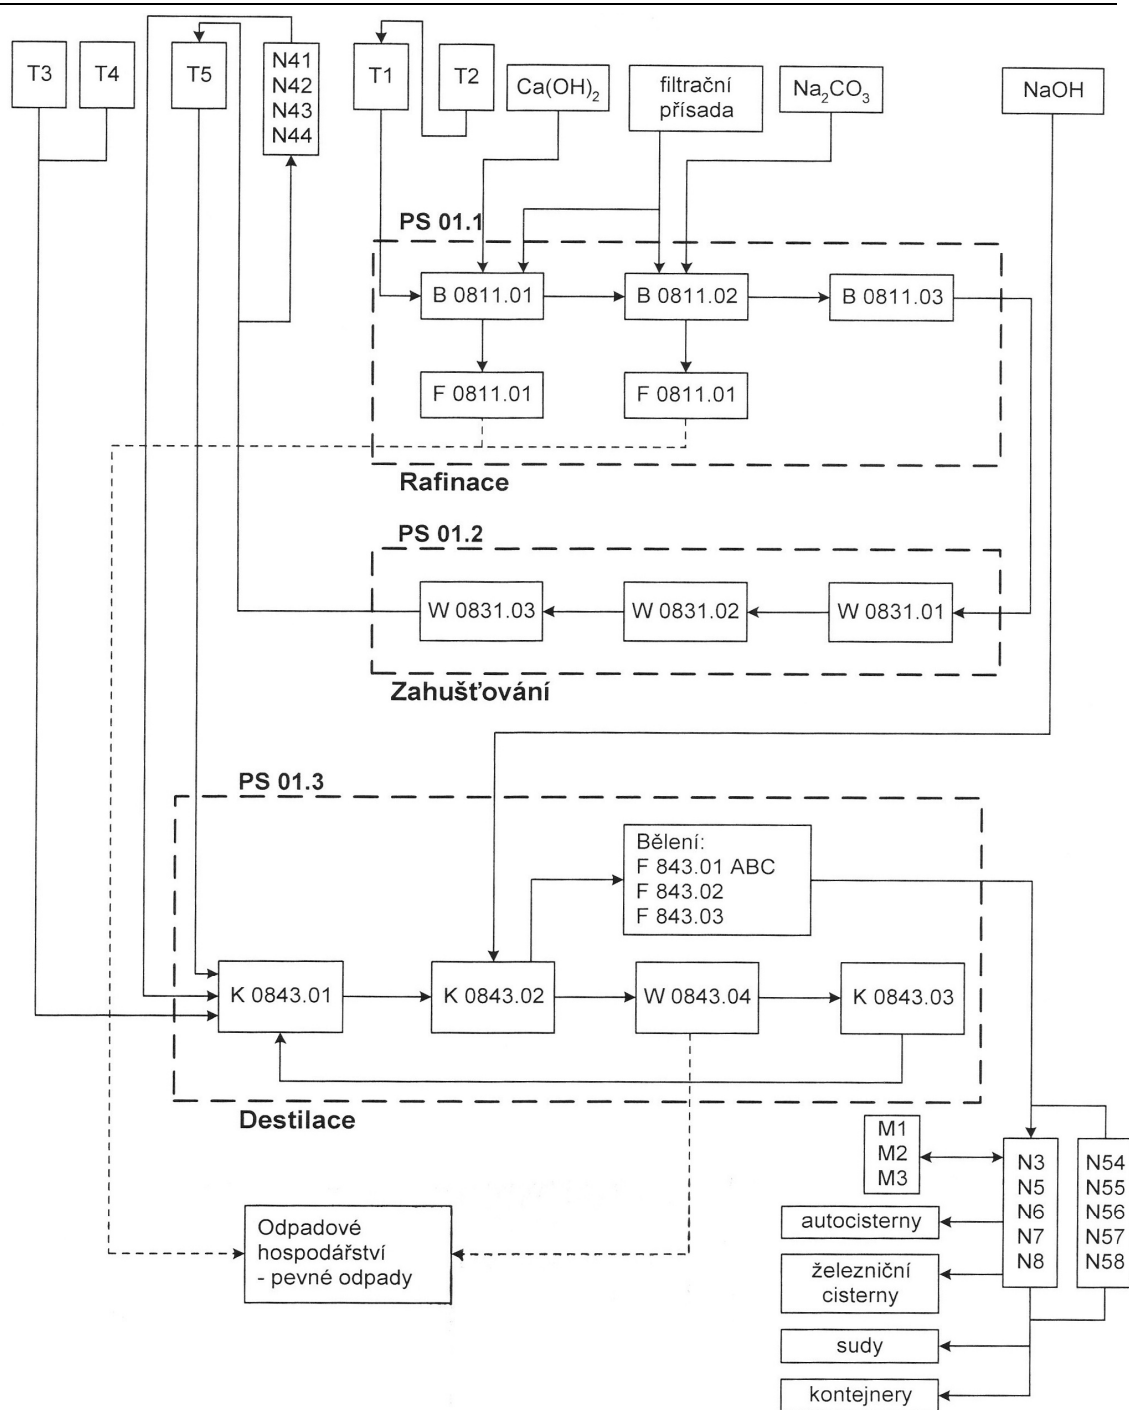 T3
T4
T5
N41
N42
N43
N44
T1
T2
Ca(OH)₂
filtrační
přísada
Na₂CO₃
NaOH
PS 01.1
B 0811.01
B 0811.02
B 0811.03
F 0811.01
F 0811.01
Rafinace
PS 01.2
W 0831.03
W 0831.02
W 0831.01
Zahušťování
PS 01.3
Bělení:
F 843.01 ABC
F 843.02
F 843.03
K 0843.01
K 0843.02
W 0843.04
K 0843.03
Destilace
M1
M2
M3
N3
N5
N6
N7
N8
N54
N55
N56
N57
N58
Odpadové
hospodářství
- pevné odpady
autocisterny
železniční
cisterny
sudy
kontejnery